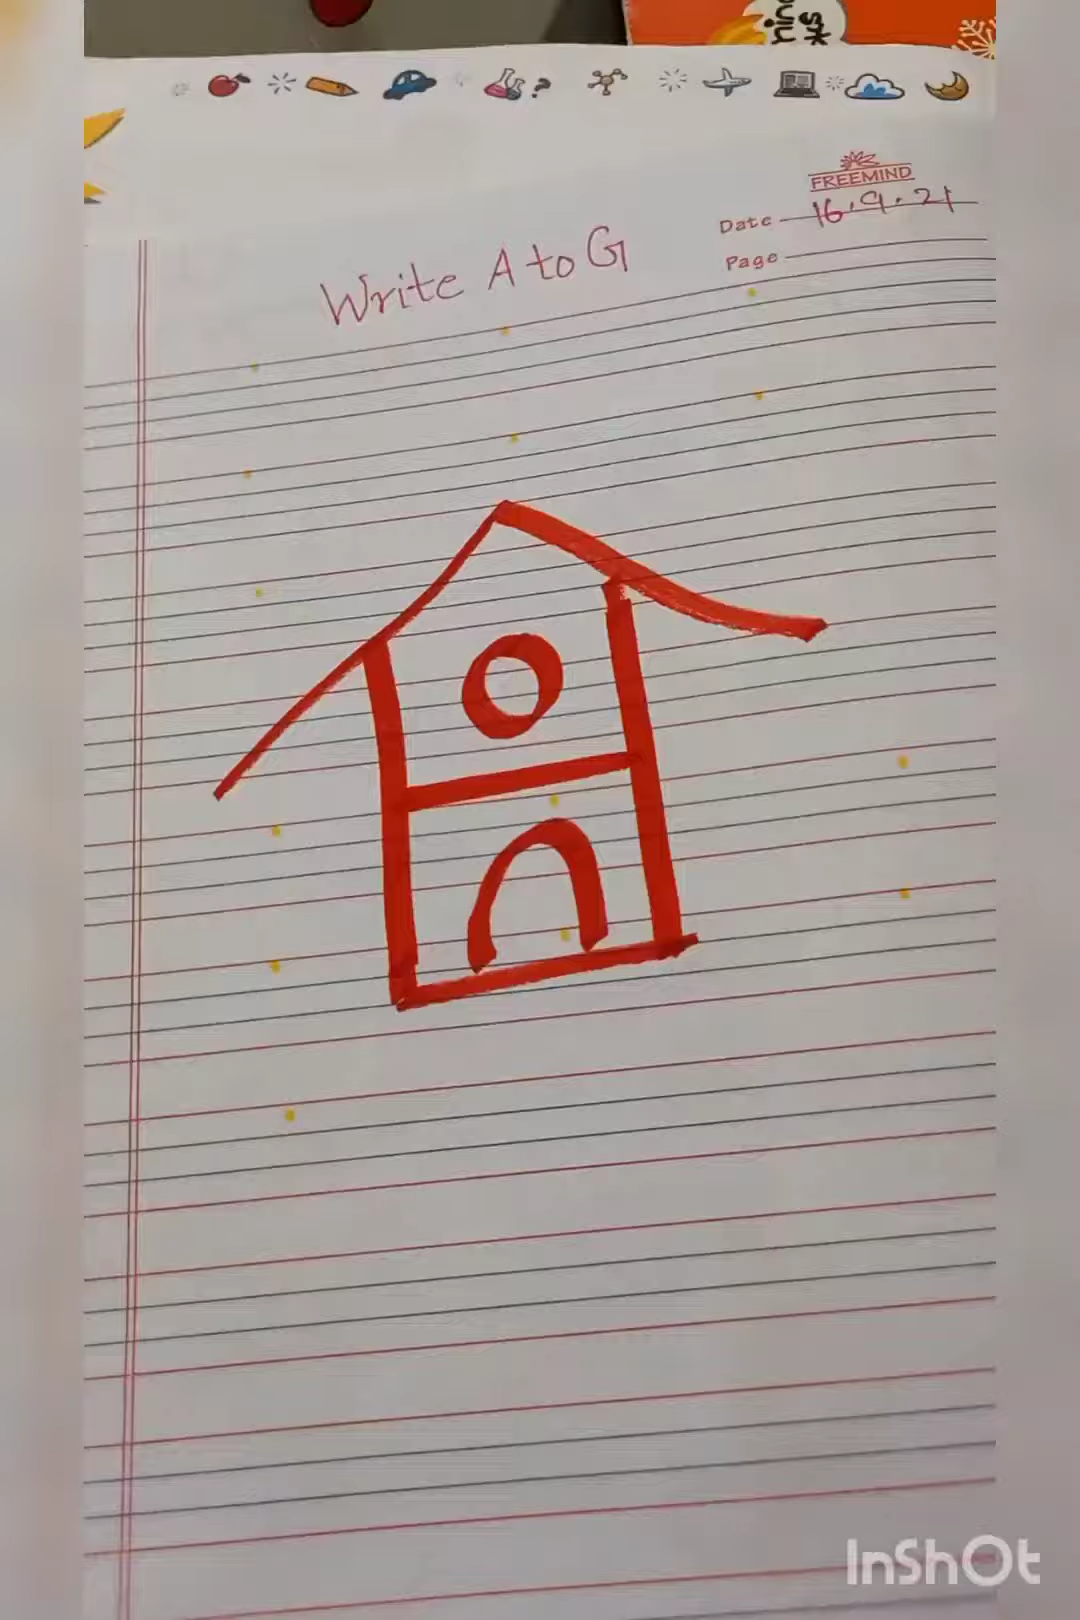 FREEMIND
Date 16.9.21
Page
Write A to G
InShOt